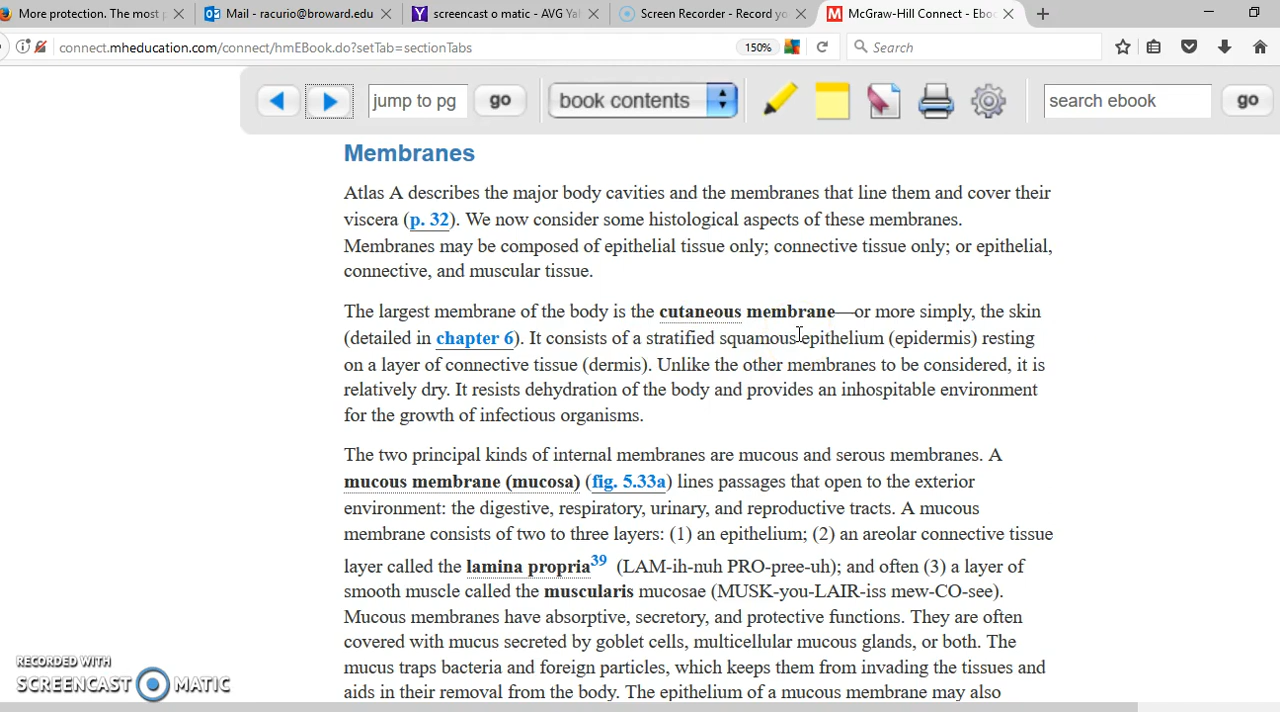 More protection. The most p
Mail - racurio@broward.edu
screencast o matic - AVG Yah
Screen Recorder - Record yo
McGraw-Hill Connect - Eboo
connect.mheducation.com/connect/hmEBook.do?setTab=sectionTabs
150%
Search
jump to pg
go
book contents
search ebook
go
Membranes
Atlas A describes the major body cavities and the membranes that line them and cover their
viscera (p. 32). We now consider some histological aspects of these membranes.
Membranes may be composed of epithelial tissue only; connective tissue only; or epithelial,
connective, and muscular tissue.
The largest membrane of the body is the cutaneous membrane—or more simply, the skin
(detailed in chapter 6). It consists of a stratified squamous epithelium (epidermis) resting
on a layer of connective tissue (dermis). Unlike the other membranes to be considered, it is
relatively dry. It resists dehydration of the body and provides an inhospitable environment
for the growth of infectious organisms.
The two principal kinds of internal membranes are mucous and serous membranes. A
mucous membrane (mucosa) (fig. 5.33a) lines passages that open to the exterior
environment: the digestive, respiratory, urinary, and reproductive tracts. A mucous
membrane consists of two to three layers: (1) an epithelium; (2) an areolar connective tissue
layer called the lamina propria39 (LAM-ih-nuh PRO-pree-uh); and often (3) a layer of
smooth muscle called the muscularis mucosae (MUSK-you-LAIR-iss mew-CO-see).
Mucous membranes have absorptive, secretory, and protective functions. They are often
covered with mucus secreted by goblet cells, multicellular mucous glands, or both. The
mucus traps bacteria and foreign particles, which keeps them from invading the tissues and
aids in their removal from the body. The epithelium of a mucous membrane may also
RECORDED WITH
SCREENCAST O MATIC